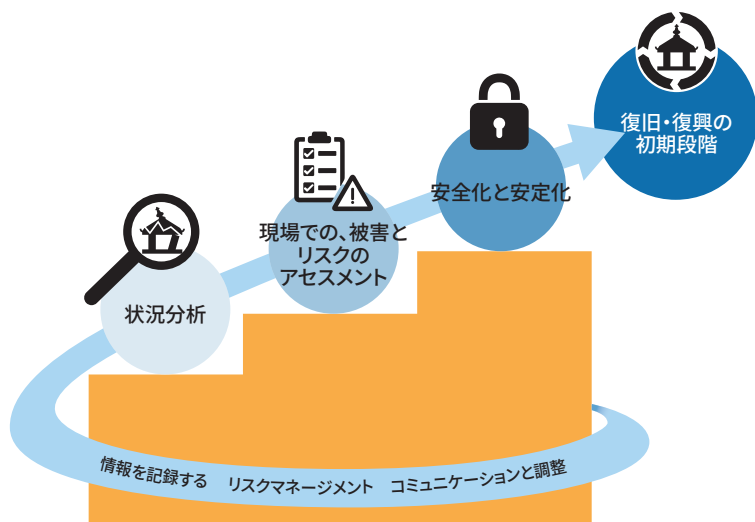 復旧・復興の
初期段階
安全化と安定化
現場での、被害と
リスクの
アセスメント
状況分析
情報を記録する リスクマネージメント コミュニケーションと調整